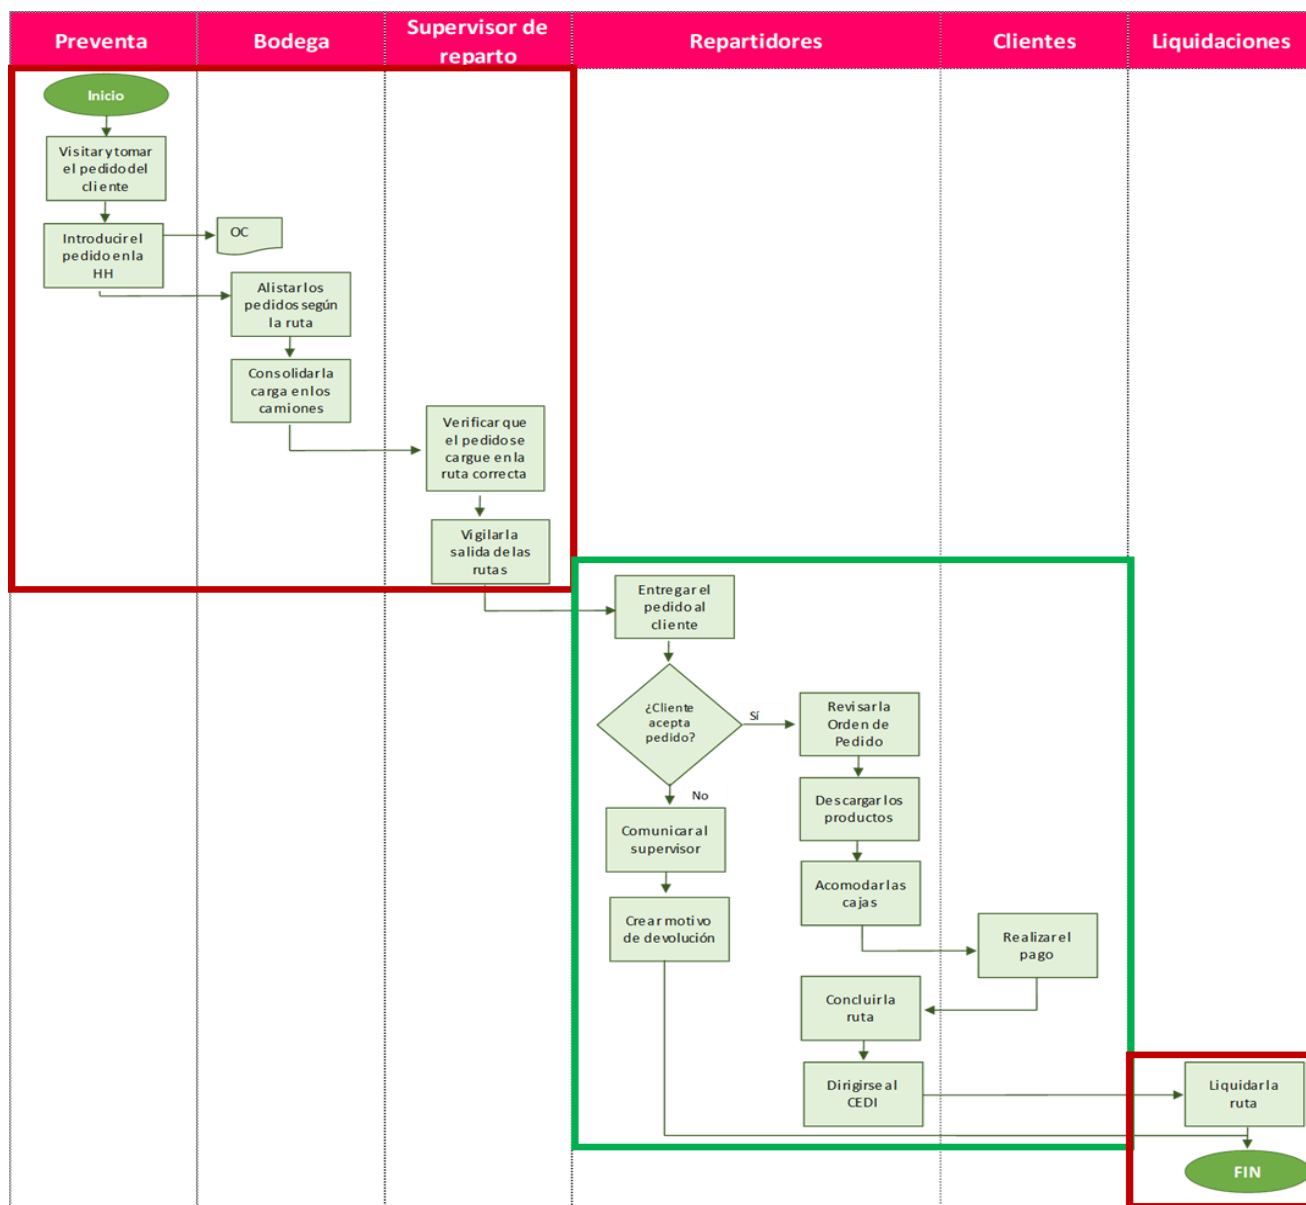 Preventa
Bodega
Supervisor de
reparto
Repartidores
Clientes
Liquidaciones
Inicio
Visitar y tomar
el pedido del
cliente
Introducir el
pedido en la
HH
OC
Alistar los
pedidos según
la ruta
Consolidar la
carga en los
camiones
Verificar que
el pedido se
cargue en la
ruta correcta
Vigilar la
salida de las
rutas
Entregar el
pedido al
cliente
¿Cliente
acepta
pedido?
Sí
Revisar la
Orden de
Pedido
Descargar los
productos
No
Comunicar al
supervisor
Acomodar las
cajas
Crear motivo
de devolución
Realizar el
pago
Concluir la
ruta
Dirigirse al
CEDI
Liquidar la
ruta
FIN